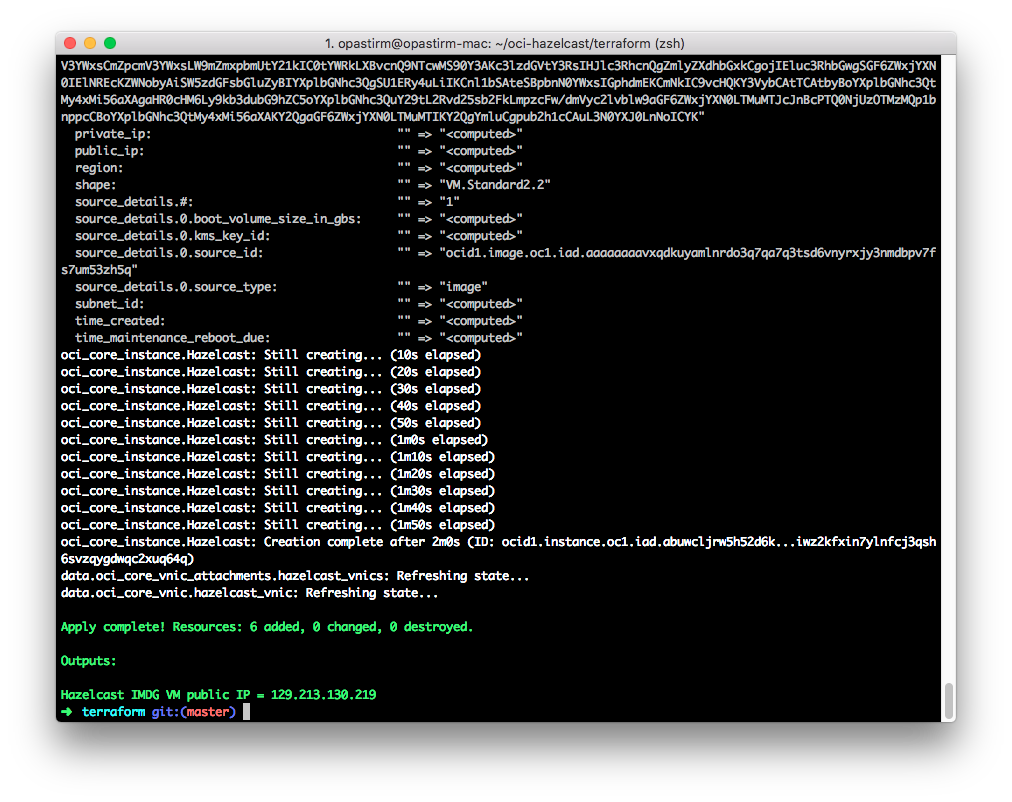 1. opastirm@opastirm-mac: ~/oci-hazelcast/terraform (zsh)
private_ip: "" => "<computed>"
public_ip: "" => "<computed>"
region: "" => "<computed>"
shape: "" => "VM.Standard2.2"
source_details.#: "" => "1"
source_details.0.boot_volume_size_in_gbs: "" => "<computed>"
source_details.0.kms_key_id: "" => "<computed>"
source_details.0.source_id: "" => "ocid1.image.oc1.iad.aaaaaaaavxqdkuyamlnrdo3q7qa7q3tsd6vnyrxjy3nmdbpv7f
s7um53zh5q"
source_details.0.source_type: "" => "image"
subnet_id: "" => "<computed>"
time_created: "" => "<computed>"
time_maintenance_reboot_due: "" => "<computed>"
oci_core_instance.Hazelcast: Still creating... (10s elapsed)
oci_core_instance.Hazelcast: Still creating... (20s elapsed)
oci_core_instance.Hazelcast: Still creating... (30s elapsed)
oci_core_instance.Hazelcast: Still creating... (40s elapsed)
oci_core_instance.Hazelcast: Still creating... (50s elapsed)
oci_core_instance.Hazelcast: Still creating... (1m0s elapsed)
oci_core_instance.Hazelcast: Still creating... (1m10s elapsed)
oci_core_instance.Hazelcast: Still creating... (1m20s elapsed)
oci_core_instance.Hazelcast: Still creating... (1m30s elapsed)
oci_core_instance.Hazelcast: Still creating... (1m40s elapsed)
oci_core_instance.Hazelcast: Still creating... (1m50s elapsed)
oci_core_instance.Hazelcast: Creation complete after 2m0s (ID: ocid1.instance.oc1.iad.abuwcljrw5h52d6k...iwz2kfxin7ylnfcj3qsh
6svzqygdwqc2xuq64q)
data.oci_core_vnic_attachments.hazelcast_vnics: Refreshing state...
data.oci_core_vnic.hazelcast_vnic: Refreshing state...
Apply complete! Resources: 6 added, 0 changed, 0 destroyed.
Outputs:
Hazelcast IMDG VM public IP = 129.213.130.219
➜ terraform git:(master)